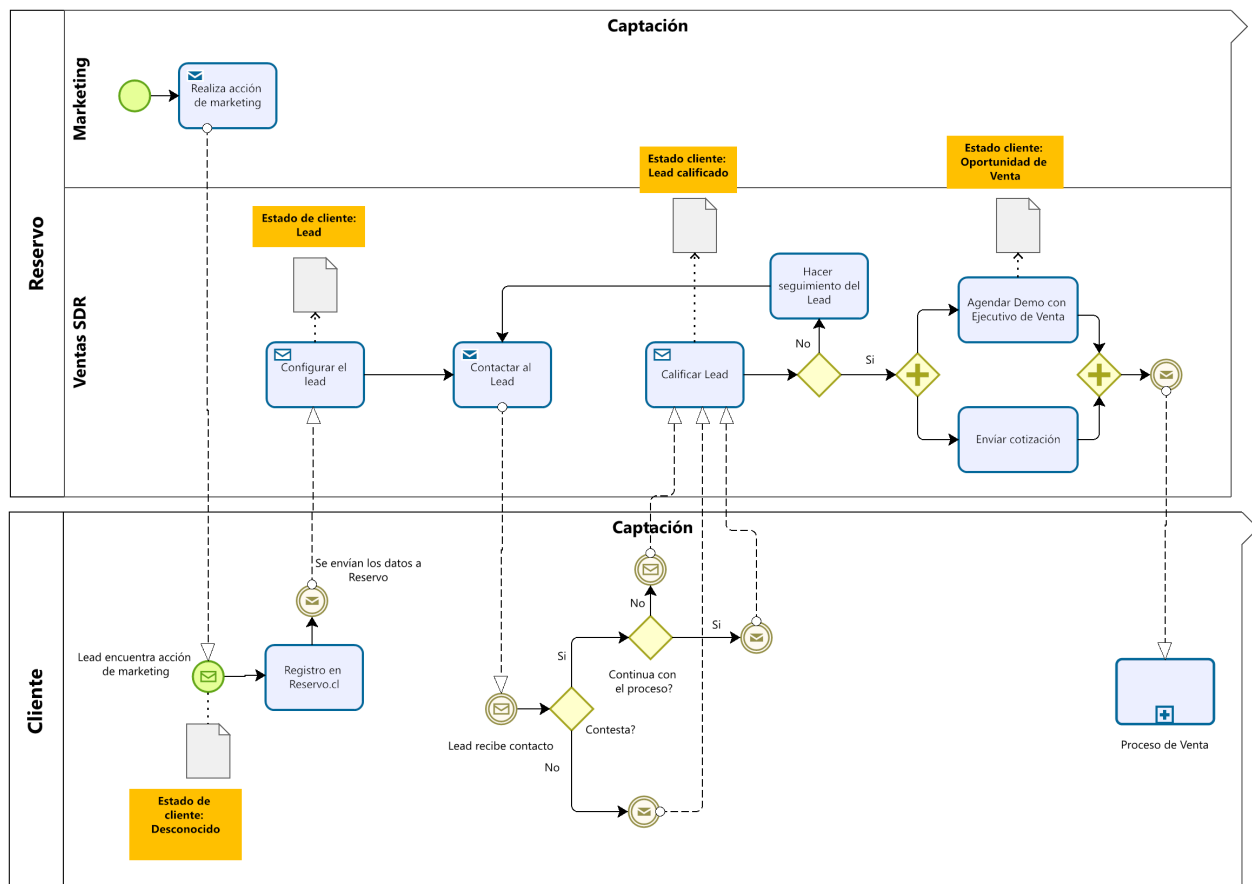 Captación
Reservo
Marketing
Realiza acción
de marketing
Ventas SDR
Estado de cliente:
Lead
Estado cliente:
Lead calificado
Estado cliente:
Oportunidad de
Venta
Configurar el
lead
Contactar al
Lead
Calificar Lead
Hacer
seguimiento del
Lead
No
Si
Agendar Demo con
Ejecutivo de Venta
Enviar cotización
Captación
Cliente
Lead encuentra acción
de marketing
Se envían los datos a
Reservo
Registro en
Reservo.cl
Estado de
cliente:
Desconocido
Lead recibe contacto
Contesta?
Si
No
Continua con
el proceso?
No
Si
Proceso de Venta